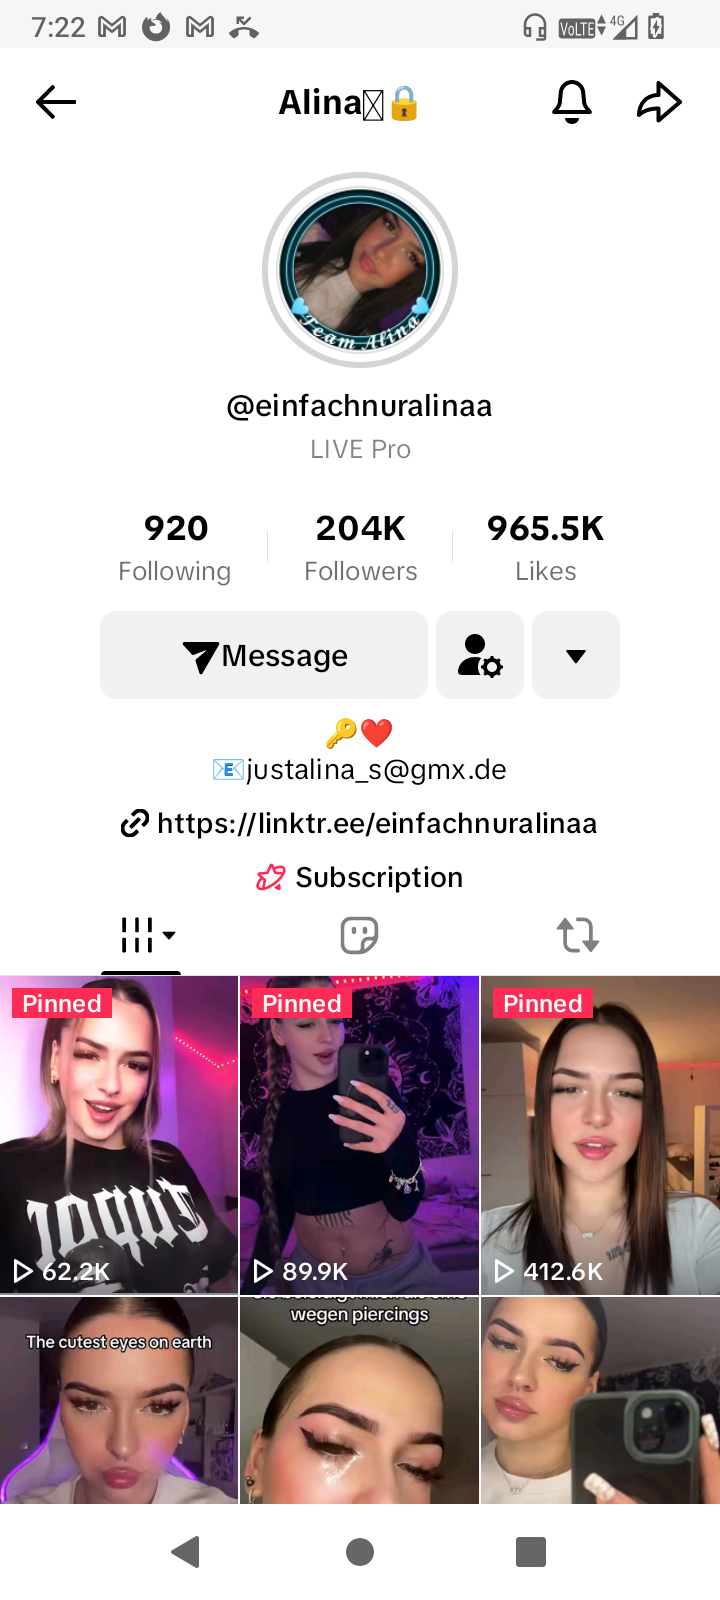 7:22
VoLTE 4G
Alina🔒
Team Alina
@einfachnuralinaa
LIVE Pro
920
Following
204K
Followers
965.5K
Likes
Message
🔑❤️
📧justalina_s@gmx.de
https://linktr.ee/einfachnuralinaa
Subscription
Pinned
62.2K
Pinned
89.9K
Pinned
412.6K
The cutest eyes on earth
wegen piercings